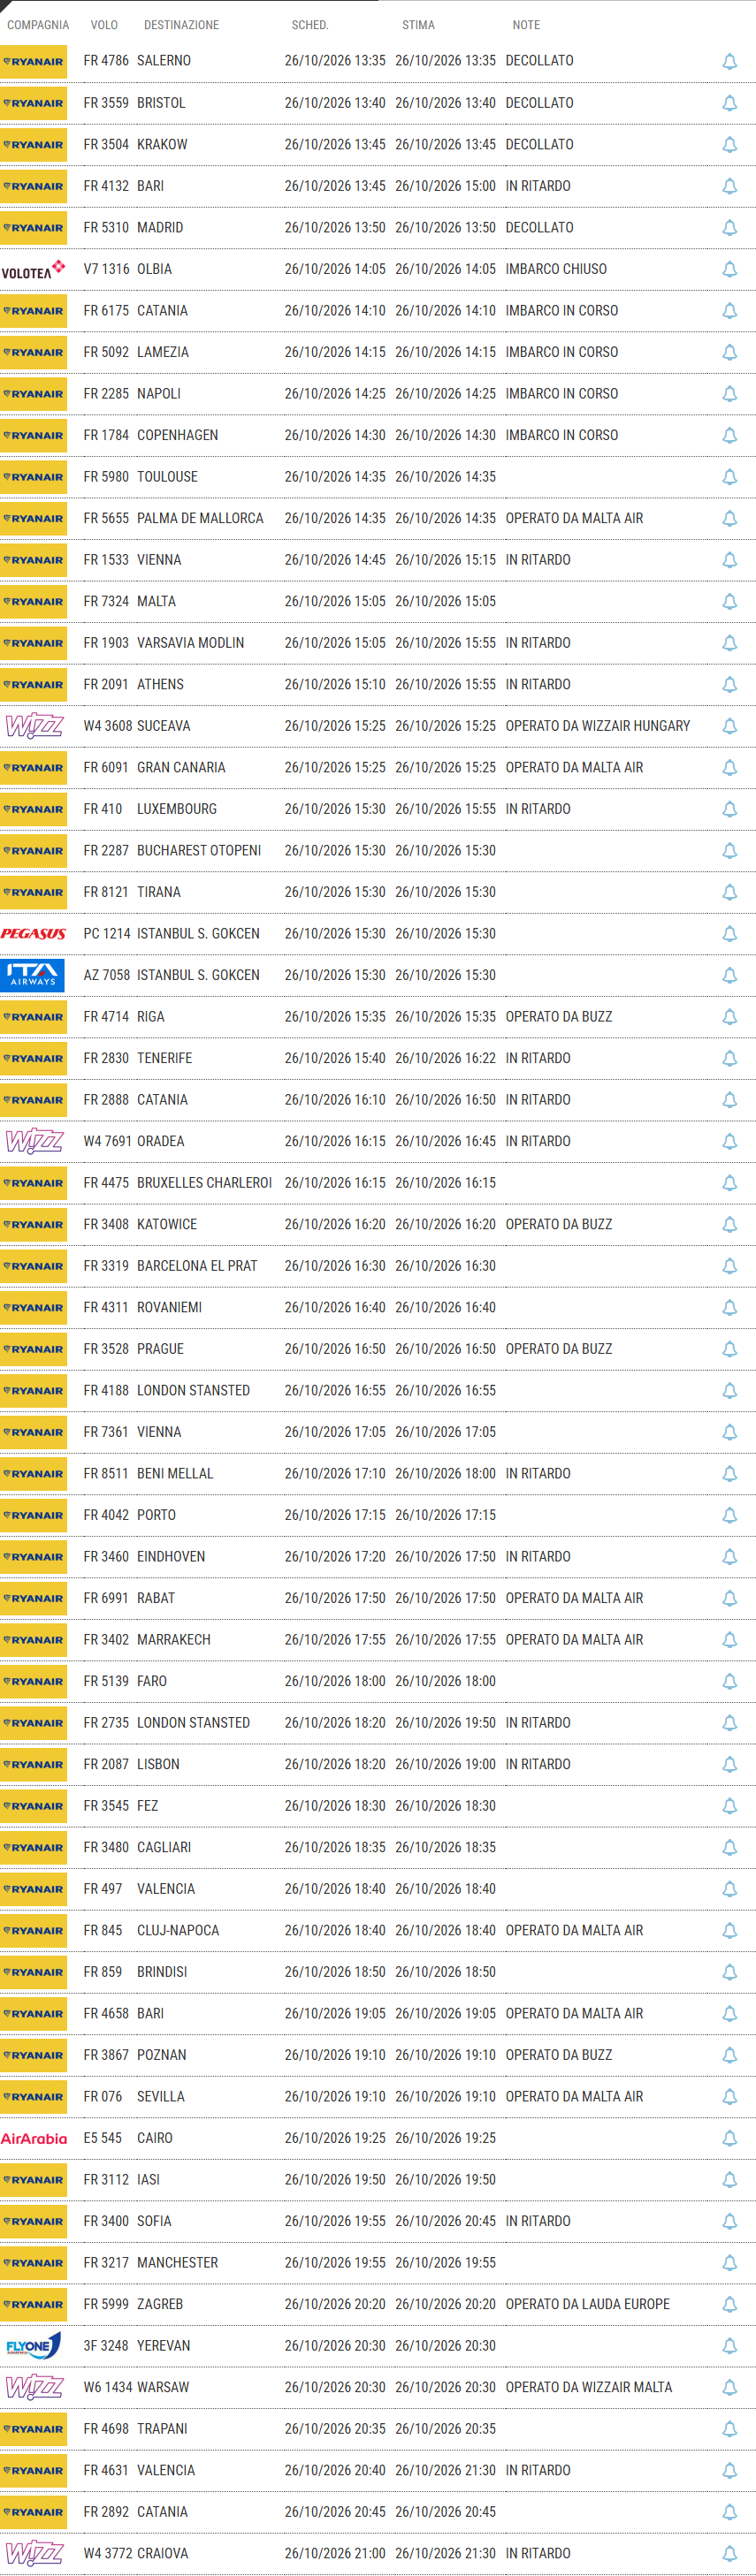 COMPAGNIA VOLO DESTINAZIONE SCHED. STIMA NOTE
RYANAIR FR 4786 SALERNO 26/10/2026 13:35 26/10/2026 13:35 DECOLLATO
RYANAIR FR 3559 BRISTOL 26/10/2026 13:40 26/10/2026 13:40 DECOLLATO
RYANAIR FR 3504 KRAKOW 26/10/2026 13:45 26/10/2026 13:45 DECOLLATO
RYANAIR FR 4132 BARI 26/10/2026 13:45 26/10/2026 15:00 IN RITARDO
RYANAIR FR 5310 MADRID 26/10/2026 13:50 26/10/2026 13:50 DECOLLATO
VOLOTEA V7 1316 OLBIA 26/10/2026 14:05 26/10/2026 14:05 IMBARCO CHIUSO
RYANAIR FR 6175 CATANIA 26/10/2026 14:10 26/10/2026 14:10 IMBARCO IN CORSO
RYANAIR FR 5092 LAMEZIA 26/10/2026 14:15 26/10/2026 14:15 IMBARCO IN CORSO
RYANAIR FR 2285 NAPOLI 26/10/2026 14:25 26/10/2026 14:25 IMBARCO IN CORSO
RYANAIR FR 1784 COPENHAGEN 26/10/2026 14:30 26/10/2026 14:30 IMBARCO IN CORSO
RYANAIR FR 5980 TOULOUSE 26/10/2026 14:35 26/10/2026 14:35
RYANAIR FR 5655 PALMA DE MALLORCA 26/10/2026 14:35 26/10/2026 14:35 OPERATO DA MALTA AIR
RYANAIR FR 1533 VIENNA 26/10/2026 14:45 26/10/2026 15:15 IN RITARDO
RYANAIR FR 7324 MALTA 26/10/2026 15:05 26/10/2026 15:05
RYANAIR FR 1903 VARSAVIA MODLIN 26/10/2026 15:05 26/10/2026 15:55 IN RITARDO
RYANAIR FR 2091 ATHENS 26/10/2026 15:10 26/10/2026 15:55 IN RITARDO
WIZZ W4 3608 SUCEAVA 26/10/2026 15:25 26/10/2026 15:25 OPERATO DA WIZZAIR HUNGARY
RYANAIR FR 6091 GRAN CANARIA 26/10/2026 15:25 26/10/2026 15:25 OPERATO DA MALTA AIR
RYANAIR FR 410 LUXEMBOURG 26/10/2026 15:30 26/10/2026 15:55 IN RITARDO
RYANAIR FR 2287 BUCHAREST OTOPENI 26/10/2026 15:30 26/10/2026 15:30
RYANAIR FR 8121 TIRANA 26/10/2026 15:30 26/10/2026 15:30
PEGASUS PC 1214 ISTANBUL S. GOKCEN 26/10/2026 15:30 26/10/2026 15:30
ITA AIRWAYS AZ 7058 ISTANBUL S. GOKCEN 26/10/2026 15:30 26/10/2026 15:30
RYANAIR FR 4714 RIGA 26/10/2026 15:35 26/10/2026 15:35 OPERATO DA BUZZ
RYANAIR FR 2830 TENERIFE 26/10/2026 15:40 26/10/2026 16:22 IN RITARDO
RYANAIR FR 2888 CATANIA 26/10/2026 16:10 26/10/2026 16:50 IN RITARDO
WIZZ W4 7691 ORADEA 26/10/2026 16:15 26/10/2026 16:45 IN RITARDO
RYANAIR FR 4475 BRUXELLES CHARLEROI 26/10/2026 16:15 26/10/2026 16:15
RYANAIR FR 3408 KATOWICE 26/10/2026 16:20 26/10/2026 16:20 OPERATO DA BUZZ
RYANAIR FR 3319 BARCELONA EL PRAT 26/10/2026 16:30 26/10/2026 16:30
RYANAIR FR 4311 ROVANIEMI 26/10/2026 16:40 26/10/2026 16:40
RYANAIR FR 3528 PRAGUE 26/10/2026 16:50 26/10/2026 16:50 OPERATO DA BUZZ
RYANAIR FR 4188 LONDON STANSTED 26/10/2026 16:55 26/10/2026 16:55
RYANAIR FR 7361 VIENNA 26/10/2026 17:05 26/10/2026 17:05
RYANAIR FR 8511 BENI MELLAL 26/10/2026 17:10 26/10/2026 18:00 IN RITARDO
RYANAIR FR 4042 PORTO 26/10/2026 17:15 26/10/2026 17:15
RYANAIR FR 3460 EINDHOVEN 26/10/2026 17:20 26/10/2026 17:50 IN RITARDO
RYANAIR FR 6991 RABAT 26/10/2026 17:50 26/10/2026 17:50 OPERATO DA MALTA AIR
RYANAIR FR 3402 MARRAKECH 26/10/2026 17:55 26/10/2026 17:55 OPERATO DA MALTA AIR
RYANAIR FR 5139 FARO 26/10/2026 18:00 26/10/2026 18:00
RYANAIR FR 2735 LONDON STANSTED 26/10/2026 18:20 26/10/2026 19:50 IN RITARDO
RYANAIR FR 2087 LISBON 26/10/2026 18:20 26/10/2026 19:00 IN RITARDO
RYANAIR FR 3545 FEZ 26/10/2026 18:30 26/10/2026 18:30
RYANAIR FR 3480 CAGLIARI 26/10/2026 18:35 26/10/2026 18:35
RYANAIR FR 497 VALENCIA 26/10/2026 18:40 26/10/2026 18:40
RYANAIR FR 845 CLUJ-NAPOCA 26/10/2026 18:40 26/10/2026 18:40 OPERATO DA MALTA AIR
RYANAIR FR 859 BRINDISI 26/10/2026 18:50 26/10/2026 18:50
RYANAIR FR 4658 BARI 26/10/2026 19:05 26/10/2026 19:05 OPERATO DA MALTA AIR
RYANAIR FR 3867 POZNAN 26/10/2026 19:10 26/10/2026 19:10 OPERATO DA BUZZ
RYANAIR FR 076 SEVILLA 26/10/2026 19:10 26/10/2026 19:10 OPERATO DA MALTA AIR
AirArabia E5 545 CAIRO 26/10/2026 19:25 26/10/2026 19:25
RYANAIR FR 3112 IASI 26/10/2026 19:50 26/10/2026 19:50
RYANAIR FR 3400 SOFIA 26/10/2026 19:55 26/10/2026 20:45 IN RITARDO
RYANAIR FR 3217 MANCHESTER 26/10/2026 19:55 26/10/2026 19:55
RYANAIR FR 5999 ZAGREB 26/10/2026 20:20 26/10/2026 20:20 OPERATO DA LAUDA EUROPE
FLYONE 3F 3248 YEREVAN 26/10/2026 20:30 26/10/2026 20:30
WIZZ W6 1434 WARSAW 26/10/2026 20:30 26/10/2026 20:30 OPERATO DA WIZZAIR MALTA
RYANAIR FR 4698 TRAPANI 26/10/2026 20:35 26/10/2026 20:35
RYANAIR FR 4631 VALENCIA 26/10/2026 20:40 26/10/2026 21:30 IN RITARDO
RYANAIR FR 2892 CATANIA 26/10/2026 20:45 26/10/2026 20:45
WIZZ W4 3772 CRAIOVA 26/10/2026 21:00 26/10/2026 21:30 IN RITARDO